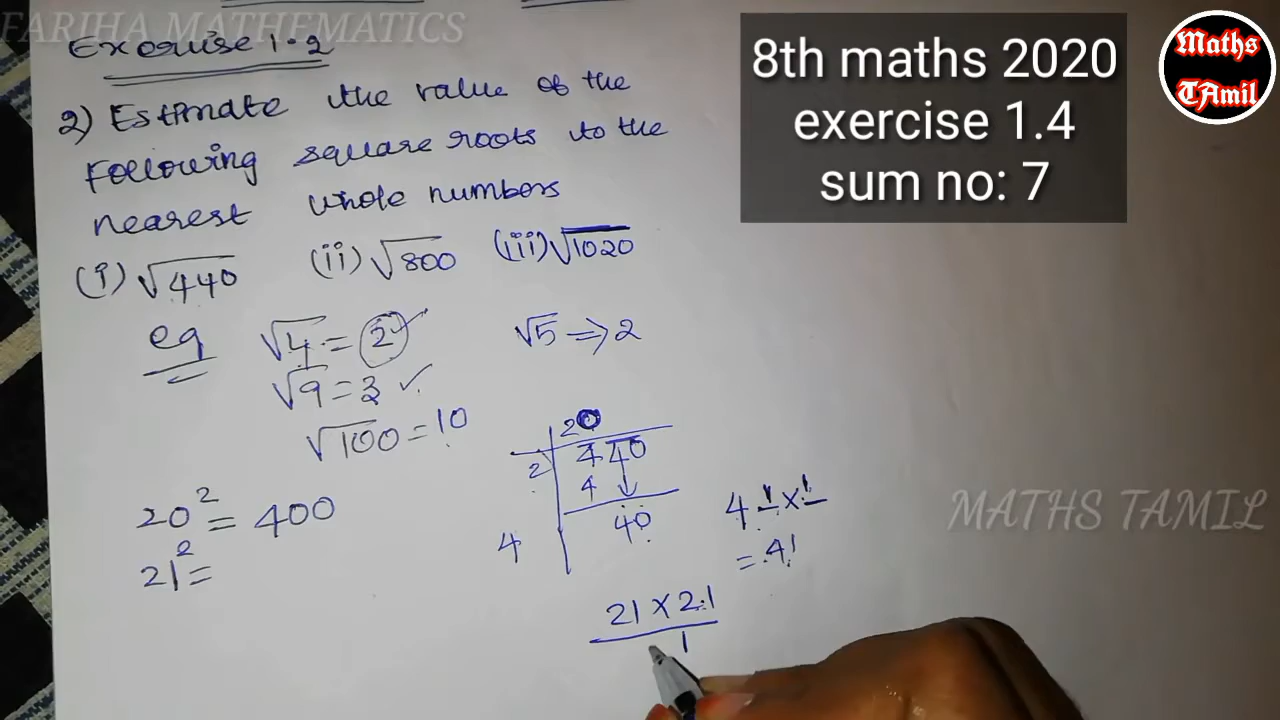 FARIHA MATHEMATICS
Exercise 1.2
2) Estimate the value of the
following square roots to the
nearest whole numbers
(i) √440 (ii) √800 (iii) √1020
eg √4 = 2 ✓ √5 => 2
√9 = 3 ✓
√100 = 10
20² = 400
21² =
20
2 440
4
40
4
4 1 x 1
= 41
21 x 2.1
1
8th maths 2020
exercise 1.4
sum no: 7
Maths
TAmil
MATHS TAMIL